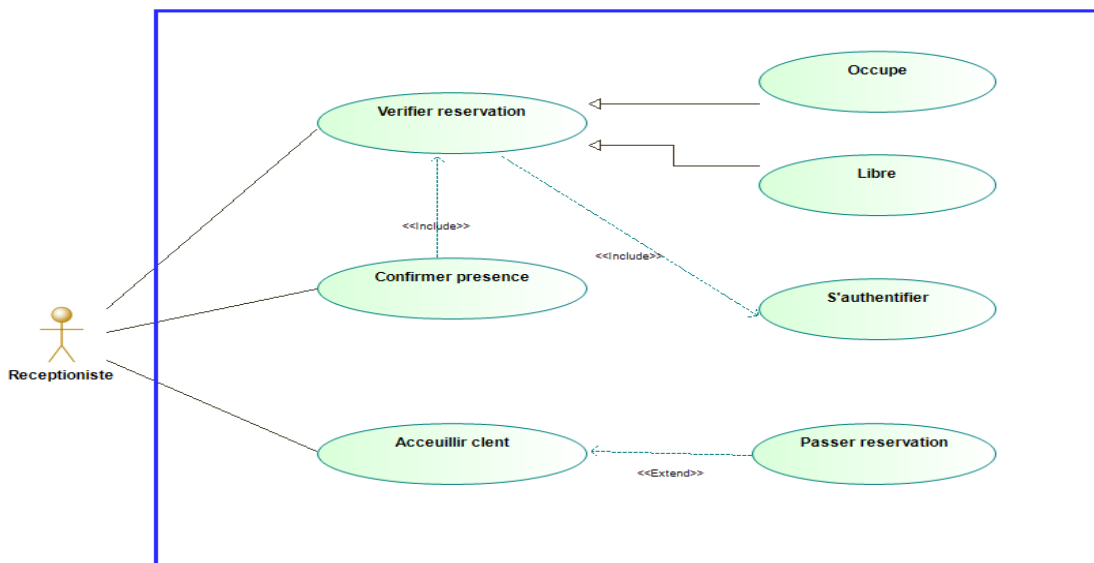 Occupe
Verifier reservation
Libre
<<Include>>
<<Include>>
Confirmer presence
S'authentifier
Receptioniste
Acceuillir clent
Passer reservation
<<Extend>>